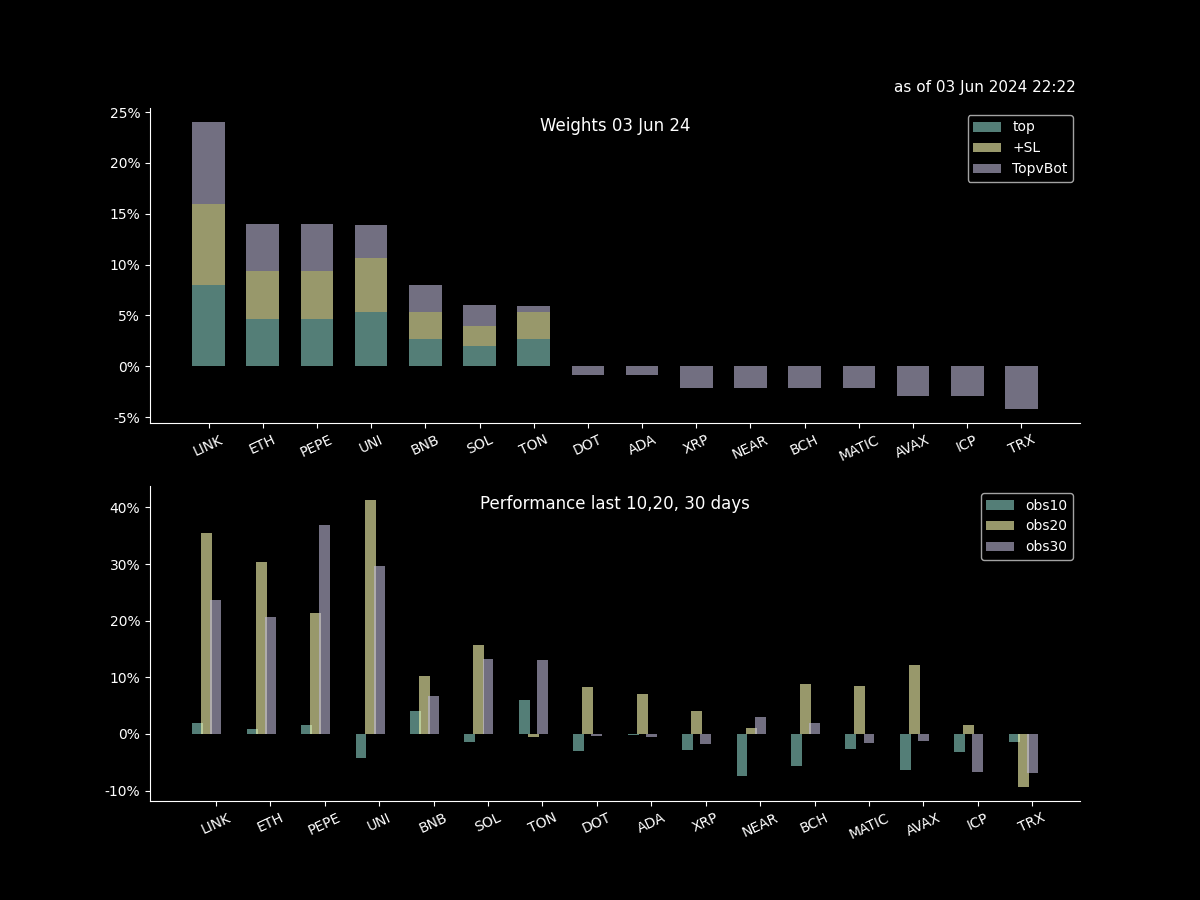 as of 03 Jun 2024 22:22
Weights 03 Jun 24
top
+SL
TopvBot
25%
20%
15%
10%
5%
0%
-5%
LINK ETH PEPE UNI BNB SOL TON DOT ADA XRP NEAR BCH MATIC AVAX ICP TRX
Performance last 10,20, 30 days
obs10
obs20
obs30
40%
30%
20%
10%
0%
-10%
LINK ETH PEPE UNI BNB SOL TON DOT ADA XRP NEAR BCH MATIC AVAX ICP TRX